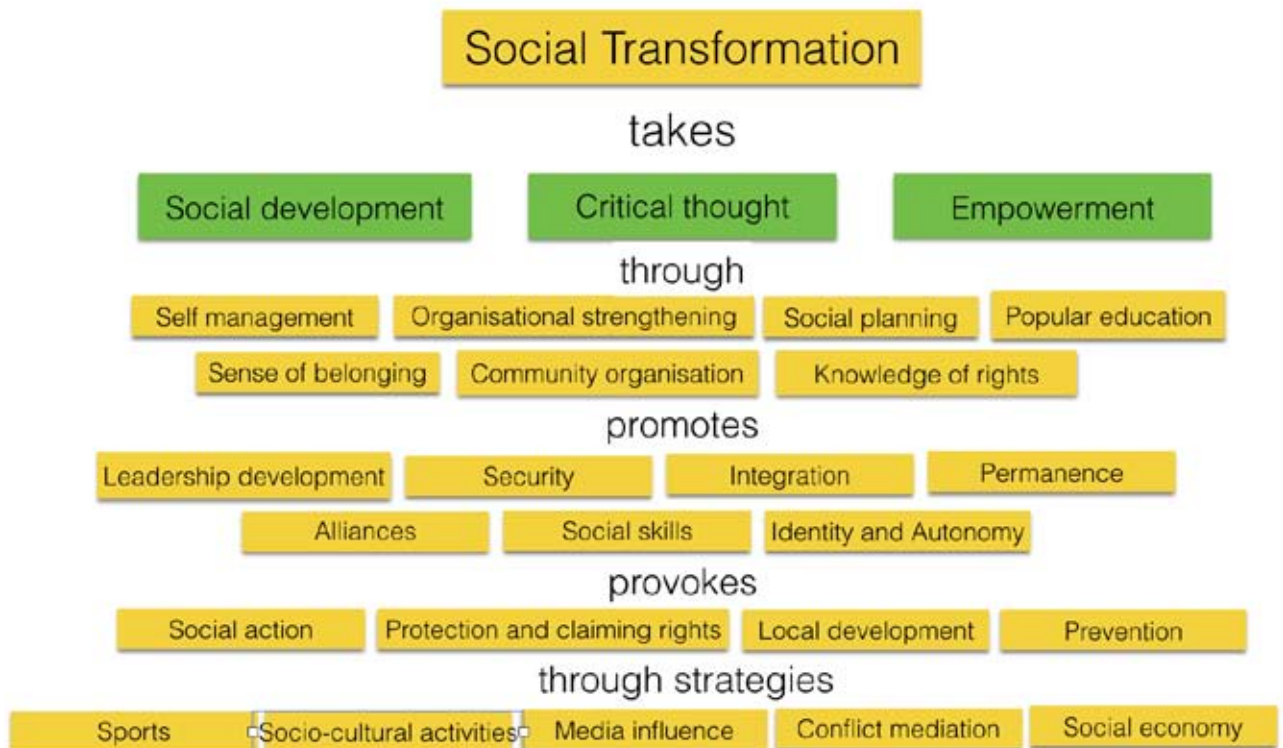 Social Transformation
takes
Social development Critical thought Empowerment
through
Self management Organisational strengthening Social planning Popular education
Sense of belonging Community organisation Knowledge of rights
promotes
Leadership development Security Integration Permanence
Alliances Social skills Identity and Autonomy
provokes
Social action Protection and claiming rights Local development Prevention
through strategies
Sports Socio-cultural activities Media influence Conflict mediation Social economy